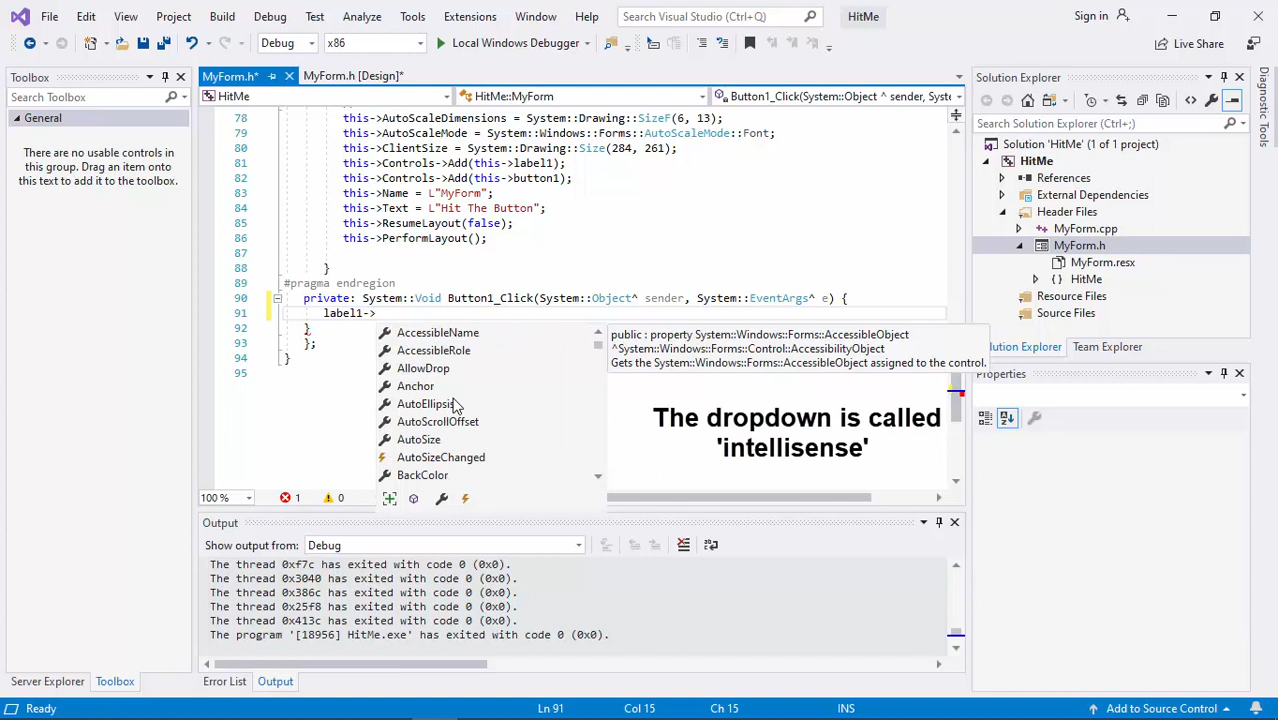 File Edit View Project Build Debug Test Analyze Tools Extensions Window Help Search Visual Studio (Ctrl+Q) HitMe Sign in
Debug x86 Local Windows Debugger Live Share
Toolbox
Search Toolbox
General
There are no usable controls in
this group. Drag an item onto
this text to add it to the toolbox.
Server Explorer Toolbox
MyForm.h* MyForm.h [Design]*
HitMe HitMe::MyForm Button1_Click(System::Object ^ sender, Syste
78 this->AutoScaleDimensions = System::Drawing::SizeF(6, 13);
79 this->AutoScaleMode = System::Windows::Forms::AutoScaleMode::Font;
80 this->ClientSize = System::Drawing::Size(284, 261);
81 this->Controls->Add(this->label1);
82 this->Controls->Add(this->button1);
83 this->Name = L"MyForm";
84 this->Text = L"Hit The Button";
85 this->ResumeLayout(false);
86 this->PerformLayout();
87
88 }
89 #pragma endregion
90 private: System::Void Button1_Click(System::Object^ sender, System::EventArgs^ e) {
91 label1->
92 }
93 };
94 }
95
AccessibleName
AccessibleRole
AllowDrop
Anchor
AutoEllipsis
AutoScrollOffset
AutoSize
AutoSizeChanged
BackColor
public : property System::Windows::Forms::AccessibleObject
^System::Windows::Forms::Control::AccessibilityObject
Gets the System::Windows::Forms::AccessibleObject assigned to the control.
The dropdown is called
'intellisense'
100 % 1 0
Output
Show output from: Debug
The thread 0xf7c has exited with code 0 (0x0).
The thread 0x3040 has exited with code 0 (0x0).
The thread 0x386c has exited with code 0 (0x0).
The thread 0x25f8 has exited with code 0 (0x0).
The thread 0x413c has exited with code 0 (0x0).
The program '[18956] HitMe.exe' has exited with code 0 (0x0).
Error List Output
Solution Explorer
Search Solution Explorer (Ctrl+;)
Solution 'HitMe' (1 of 1 project)
HitMe
References
External Dependencies
Header Files
MyForm.cpp
MyForm.h
MyForm.resx
{ } HitMe
Resource Files
Source Files
olution Explorer Team Explorer
Properties
Diagnostic Tools
Ready Ln 91 Col 15 Ch 15 INS Add to Source Control